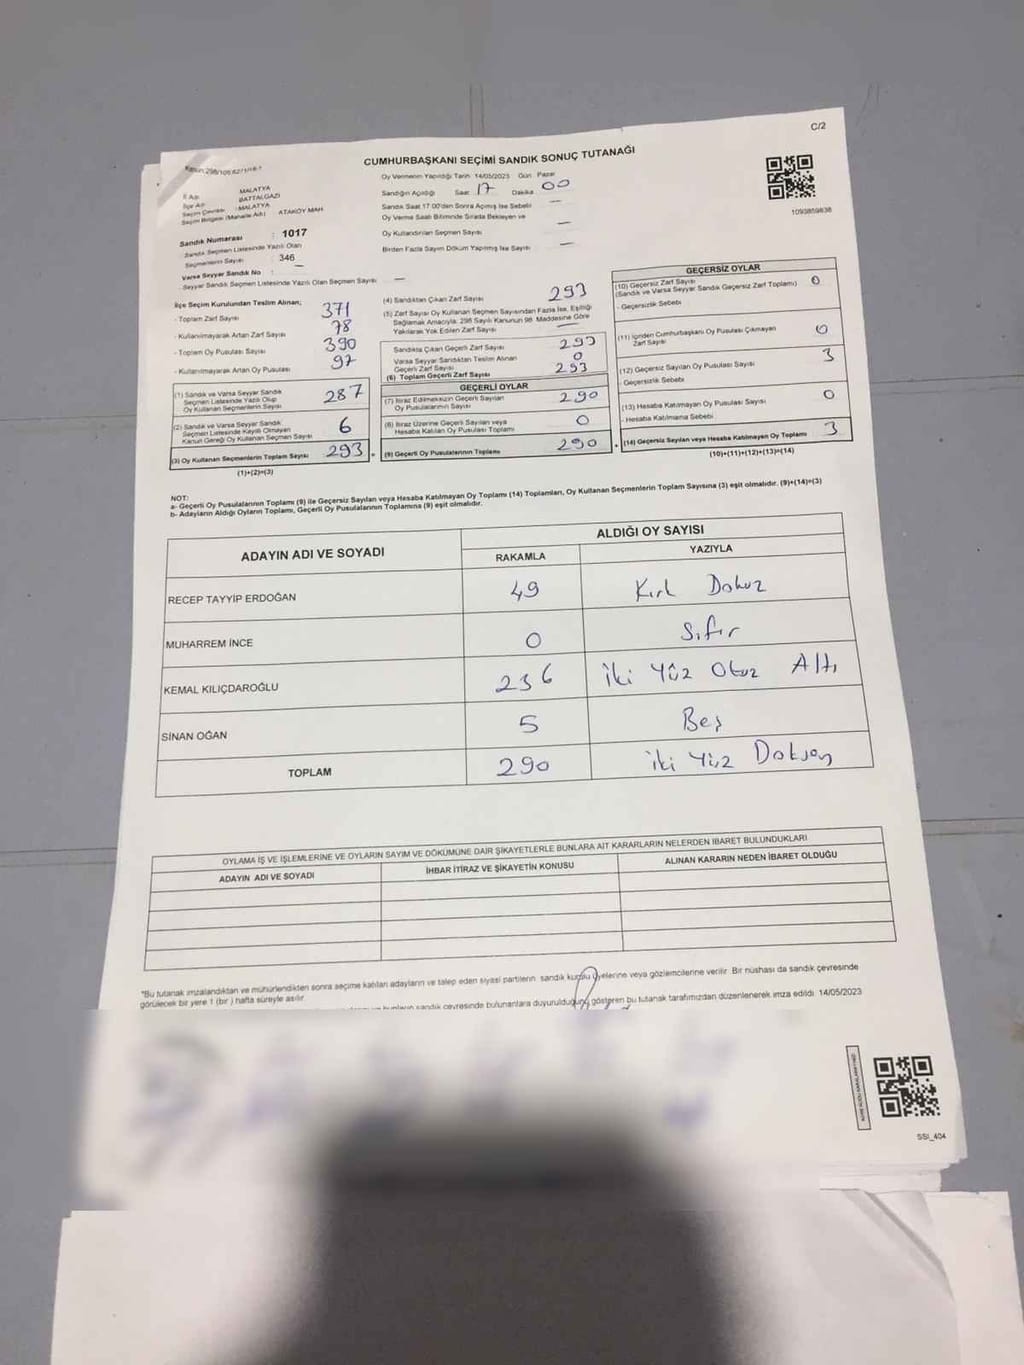 C/2
CUMHURBAŞKANI SEÇİMİ SANDIK SONUÇ TUTANAĞI
Oy Vermenin Yapıldığı Tarih 14/05/2023 Gün Pazar
İl Adı MALATYA
İlçe Adı BATTALGAZİ
Seçim Çevresi : MALATYA
Seçim Bölgesi (Mahalle Adı) : ATAKÖY MAH.
Sandık Numarası : 1017
Sandık Seçmen Listesinde Yazılı Olan
Seçmenlerin Sayısı : 346
Varsa Seyyar Sandık No :
Seyyar Sandık Seçmen Listesinde Yazılı Olan Seçmen Sayısı —
Sandığın Açıldığı Saat 17 Dakika 00
Sandık Saat 17:00'den Sonra Açılmış İse Sebebi —
Oy Verme Saati Bitiminde Sırada Bekleyen ve
Oy Kullandırılan Seçmen Sayısı —
Birden Fazla Sayım Döküm Yapılmış İse Sayısı —
1093859838
İlçe Seçim Kurulundan Teslim Alınan;
- Toplam Zarf Sayısı 371
- Kullanılmayarak Artan Zarf Sayısı 78
- Toplam Oy Pusulası Sayısı 390
- Kullanılmayarak Artan Oy Pusulası 97
(1) Sandık ve Varsa Seyyar Sandık
Seçmen Listesinde Yazılı Olup
Oy Kullanan Seçmenlerin Sayısı 287
(2) Sandık ve Varsa Seyyar Sandık
Seçmen Listesinde Kayıtlı Olmayan
Kanun Gereği Oy Kullanan Seçmen Sayısı 6
(3) Oy Kullanan Seçmenlerin Toplam Sayısı 293
(1)+(2)=(3)
(4) Sandıktan Çıkan Zarf Sayısı 293
(5) Zarf Sayısı Oy Kullanan Seçmen Sayısından Fazla İse, Eşitliği
Sağlamak Amacıyla; 298 Sayılı Kanunun 98. Maddesine Göre
Yakılarak Yok Edilen Zarf Sayısı —
Sandıkta Çıkan Geçerli Zarf Sayısı 293
Varsa Seyyar Sandıktan Teslim Alınan
Geçerli Zarf Sayısı 0
(6) Toplam Geçerli Zarf Sayısı 293
GEÇERLİ OYLAR
(7) İtiraz Edilmeksizin Geçerli Sayılan
Oy Pusulalarının Sayısı 290
(8) İtiraz Üzerine Geçerli Sayılan veya
Hesaba Katılan Oy Pusulası Toplamı 0
(9) Geçerli Oy Pusulalarının Toplamı 290
GEÇERSİZ OYLAR
(10) Geçersiz Zarf Sayısı
(Sandık ve Varsa Seyyar Sandık Geçersiz Zarf Toplamı) 0
- Geçersizlik Sebebi
(11) İçinden Cumhurbaşkanı Oy Pusulası Çıkmayan
Zarf Sayısı 0
(12) Geçersiz Sayılan Oy Pusulası Sayısı 3
- Geçersizlik Sebebi
(13) Hesaba Katılmayan Oy Pusulası Sayısı 0
- Hesaba Katılmama Sebebi
(14) Geçersiz Sayılan veya Hesaba Katılmayan Oy Toplamı 3
(10)+(11)+(12)+(13)=(14)
NOT:
a- Geçerli Oy Pusulalarının Toplamı (9) ile Geçersiz Sayılan veya Hesaba Katılmayan Oy Toplamı (14) Toplamları, Oy Kullanan Seçmenlerin Toplam Sayısına (3) eşit olmalıdır. (9)+(14)=(3)
b- Adayların Aldığı Oyların Toplamı, Geçerli Oy Pusulalarının Toplamına (9) eşit olmalıdır.
ADAYIN ADI VE SOYADI
ALDIĞI OY SAYISI
RAKAMLA YAZIYLA
RECEP TAYYİP ERDOĞAN 49 Kırk Dokuz
MUHARREM İNCE 0 Sıfır
KEMAL KILIÇDAROĞLU 236 İki Yüz Otuz Altı
SİNAN OĞAN 5 Beş
TOPLAM 290 İki Yüz Doksan
OYLAMA İŞ VE İŞLEMLERİNE VE OYLARIN SAYIM VE DÖKÜMÜNE DAİR ŞİKAYETLERLE BUNLARA AİT KARARLARIN NELERDEN İBARET BULUNDUKLARI
ADAYIN ADI VE SOYADI İHBAR İTİRAZ VE ŞİKAYETİN KONUSU ALINAN KARARIN NEDEN İBARET OLDUĞU
*Bu tutanak imzalandıktan ve mühürlendikten sonra seçime katılan adayların ve talep eden siyasi partilerin sandık kurulu üyelerine veya gözlemcilerine verilir. Bir nüshası da sandık çevresinde
görülecek bir yere 1 (bir) hafta süreyle asılır.
sandık çevresinde bulunanlara duyurulduğunu gösteren bu tutanak tarafımızdan düzenlenerek imza edildi. 14/05/2023
SSİ_404